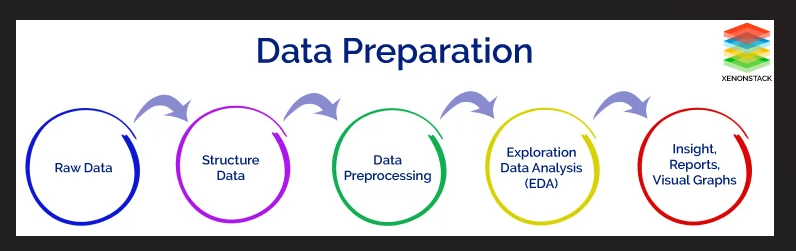 Data Preparation
XENONSTACK
Raw Data
Structure
Data
Data
Preprocessing
Exploration
Data Analysis
(EDA)
Insight,
Reports,
Visual Graphs